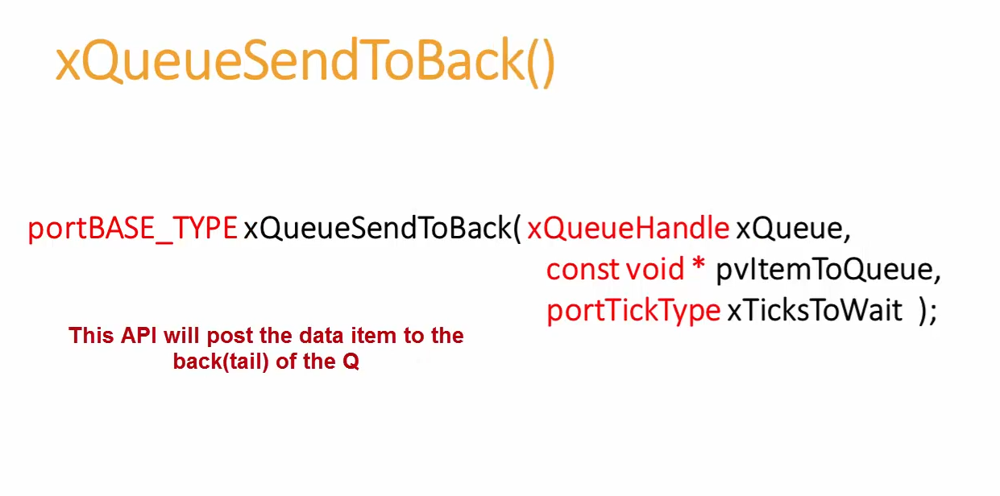 xQueueSendToBack()
portBASE_TYPE xQueueSendToBack( xQueueHandle xQueue,
const void * pvItemToQueue,
portTickType xTicksToWait );
This API will post the data item to the
back(tail) of the Q